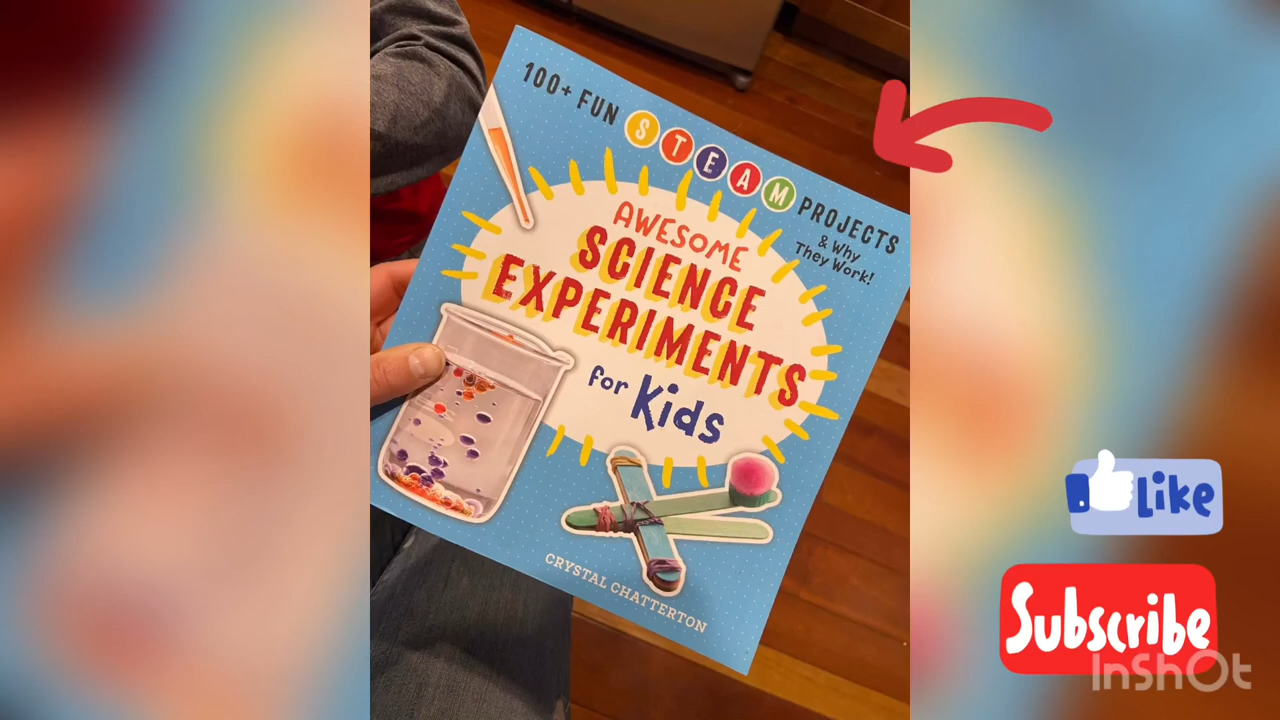 100+ FUN STEAM PROJECTS
& Why
They Work!
AWESOME
SCIENCE
EXPERIMENTS
for Kids
CRYSTAL CHATTERTON
Like
Subscribe
InShOt